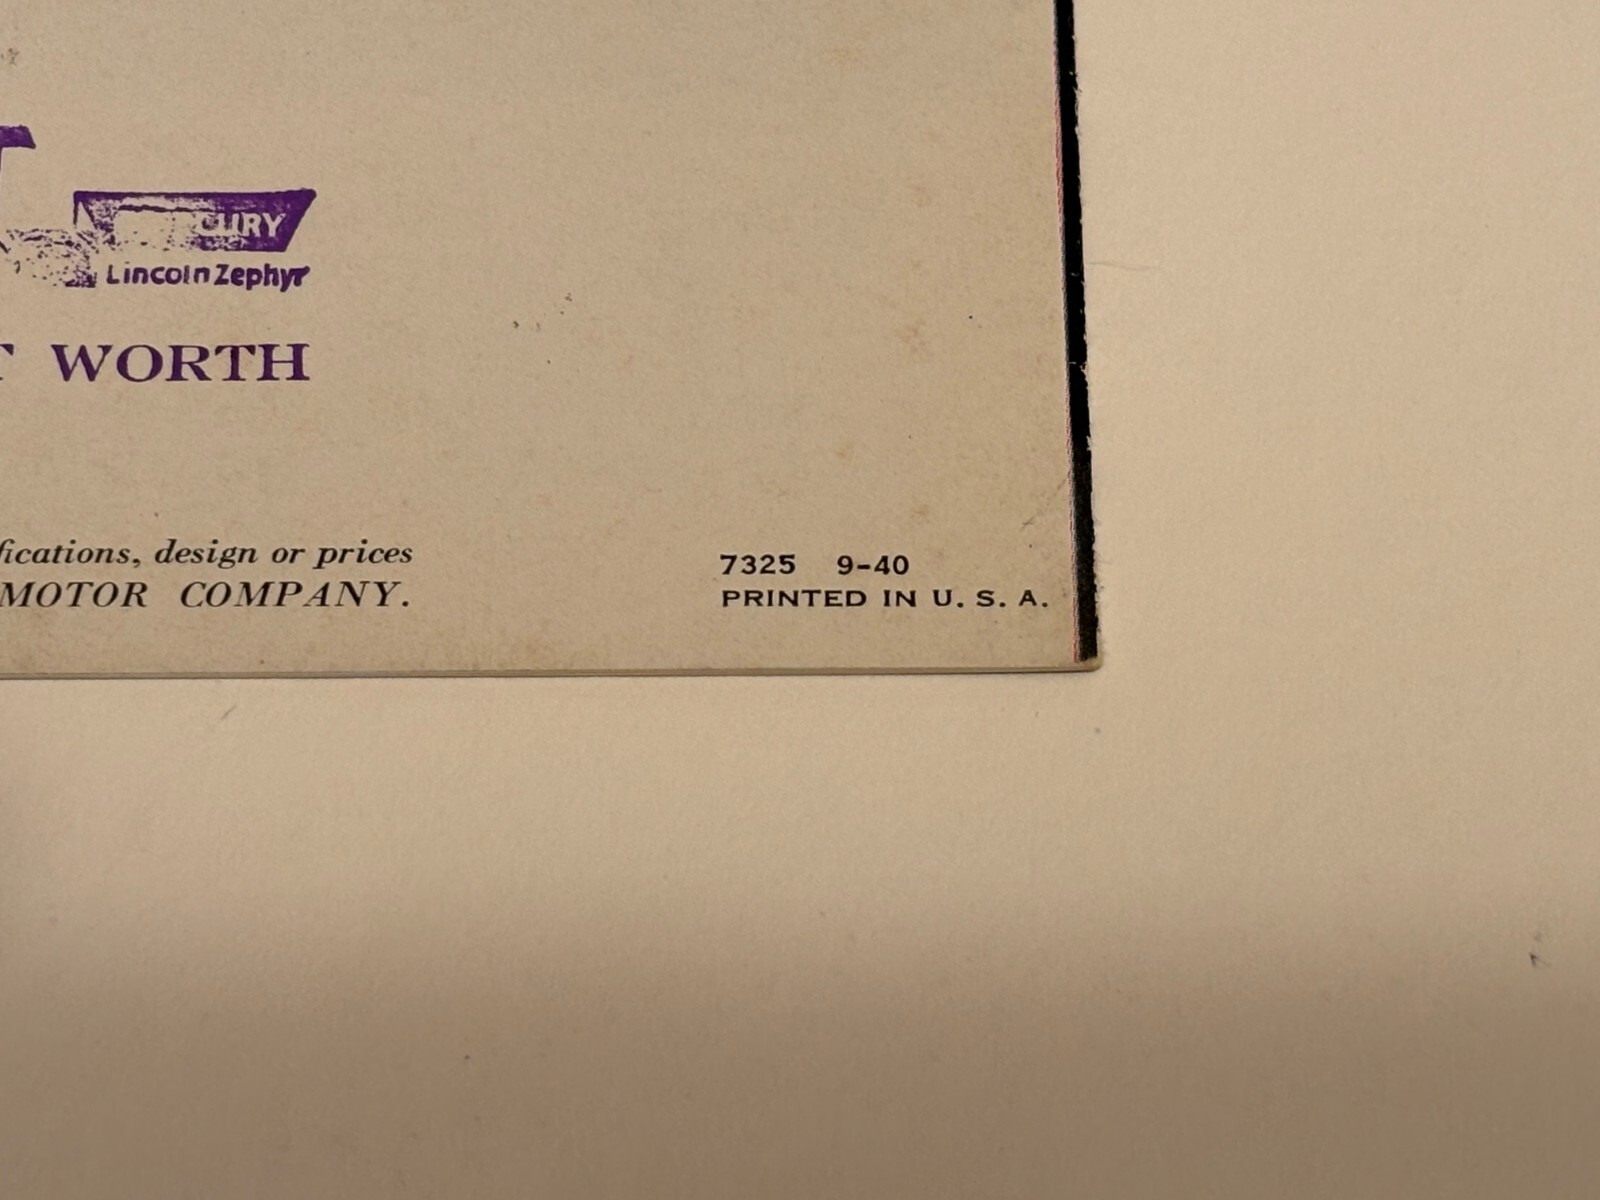 CURY
Lincoln Zephyr
T WORTH
fications, design or prices
MOTOR COMPANY.
7325 9-40
PRINTED IN U. S. A.